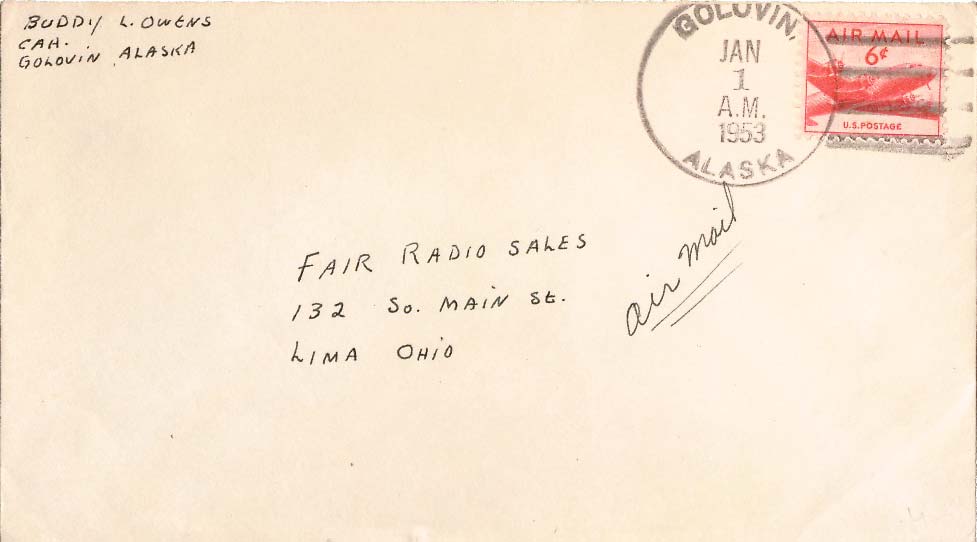 BUDDY L. OWENS
CAA.
GOLOVIN ALASKA
GOLOVIN,
JAN
1
A.M.
1953
ALASKA
AIR MAIL
6¢
U.S. POSTAGE
FAIR RADIO SALES
132 So. MAIN St.
LIMA OHIO
air mail